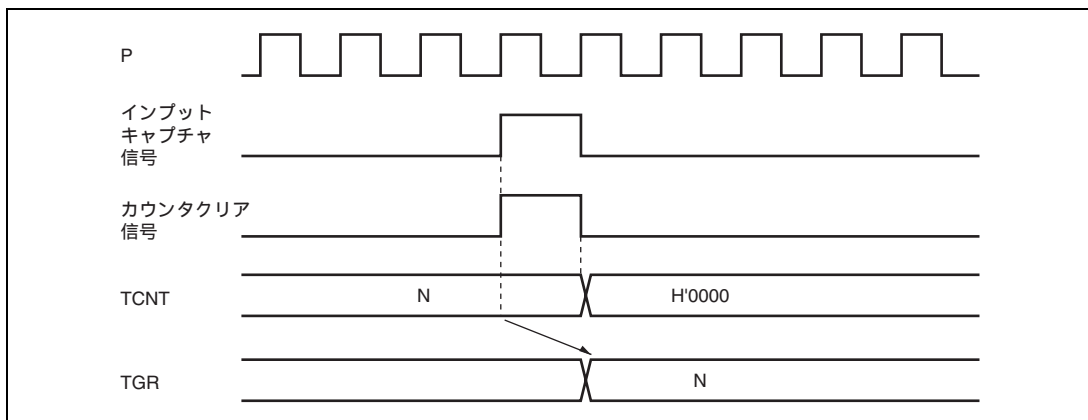 P
インプット
キャプチャ
信号
カウンタクリア
信号
TCNT
N
H'0000
TGR
N